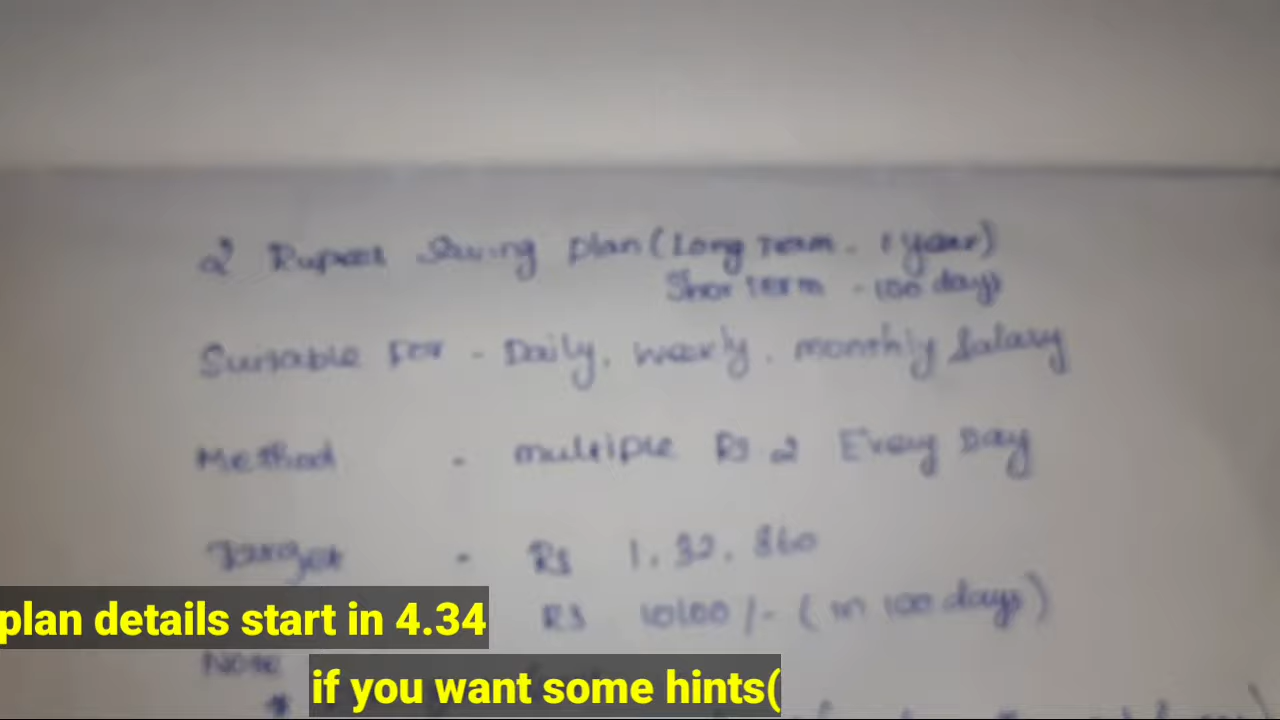 2 Rupees Saving plan (Long Term - 1 year)
Short Term - 100 days
Suitable For - Daily, weekly, monthly Salary
Method - multiple Rs 2 Every Day
Target - Rs 1,32,860
Rs 10100/- (in 100 days)
plan details start in 4.34
Note
if you want some hints(